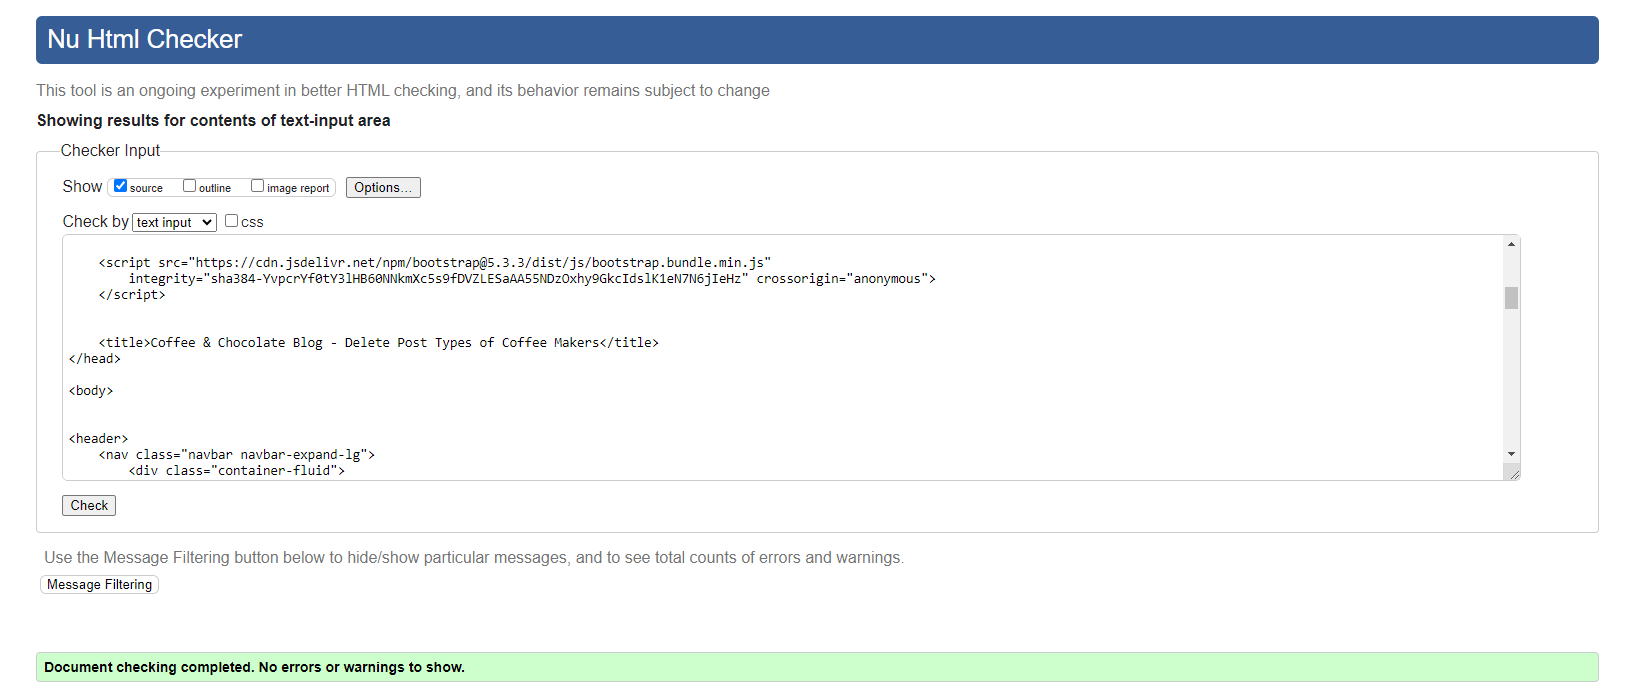 Nu Html Checker
This tool is an ongoing experiment in better HTML checking, and its behavior remains subject to change
Showing results for contents of text-input area
Checker Input
Show source outline image report Options...
Check by text input css
<script src="https://cdn.jsdelivr.net/npm/bootstrap@5.3.3/dist/js/bootstrap.bundle.min.js"
integrity="sha384-YvpcrYf0tY3lHB60NNkmXc5s9fDVZLESaAA55NDzOxhy9GkcIdslK1eN7N6jIeHz" crossorigin="anonymous">
</script>
<title>Coffee & Chocolate Blog - Delete Post Types of Coffee Makers</title>
</head>
<body>
<header>
<nav class="navbar navbar-expand-lg">
<div class="container-fluid">
Check
Use the Message Filtering button below to hide/show particular messages, and to see total counts of errors and warnings.
Message Filtering
Document checking completed. No errors or warnings to show.